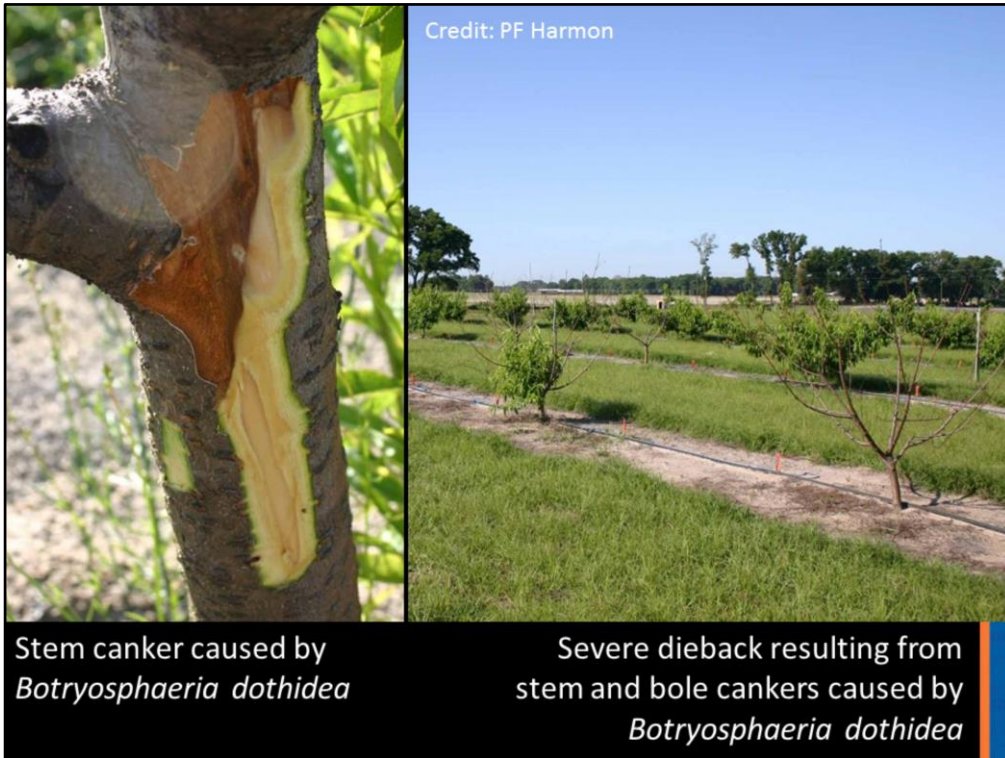 Credit: PF Harmon
Stem canker caused by
Botryosphaeria dothidea
Severe dieback resulting from
stem and bole cankers caused by
Botryosphaeria dothidea